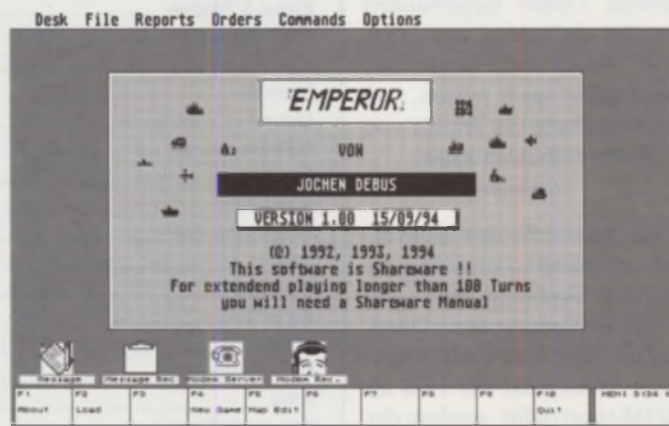 Desk File Reports Orders Commands Options
EMPEROR
VON
JOCHEN DEBUS
VERSION 1.00 15/09/94
(C) 1992, 1993, 1994
This software is Shareware !!
For extendend playing longer than 100 Turns
you will need a Shareware Manual
Message Message Rec Modem Server Modem Rec.
F1 F2 F3 F4 F5 F6 F7 F8 F9 F10
About Load New Game Map Edit Quit